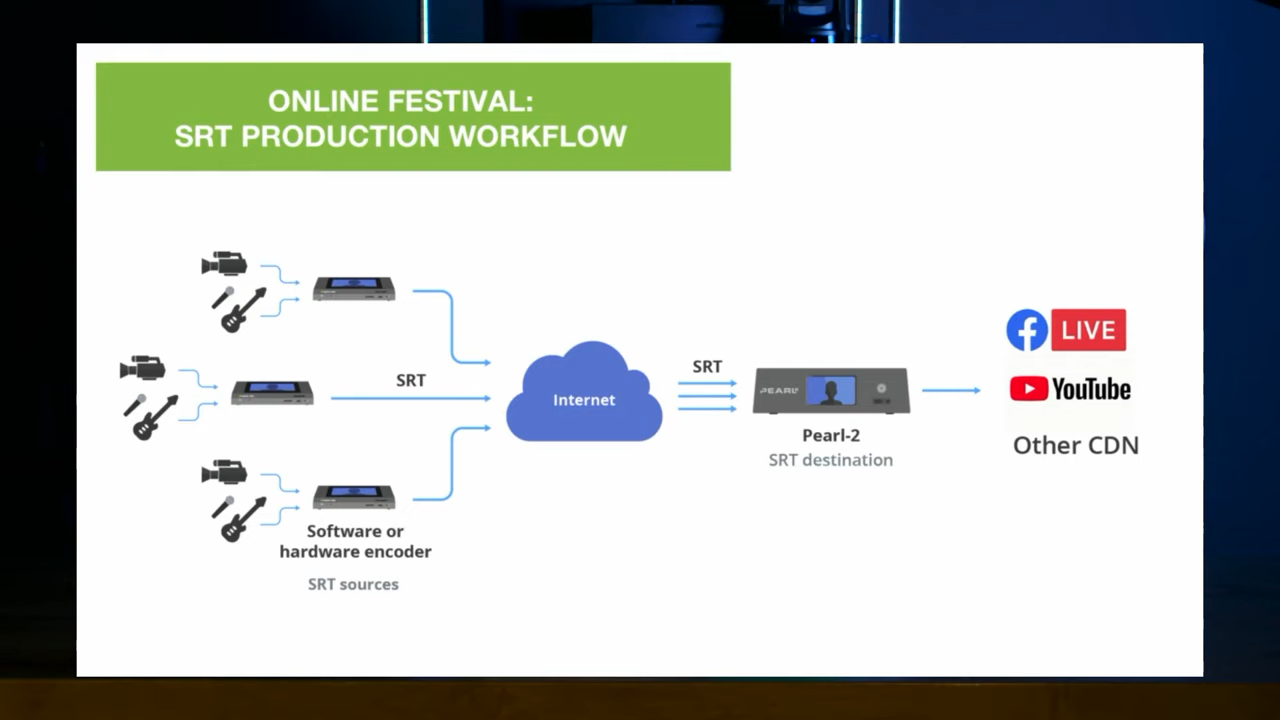 ONLINE FESTIVAL:
SRT PRODUCTION WORKFLOW
SRT
Internet
SRT
PEARL
Pearl-2
SRT destination
LIVE
YouTube
Other CDN
Software or
hardware encoder
SRT sources